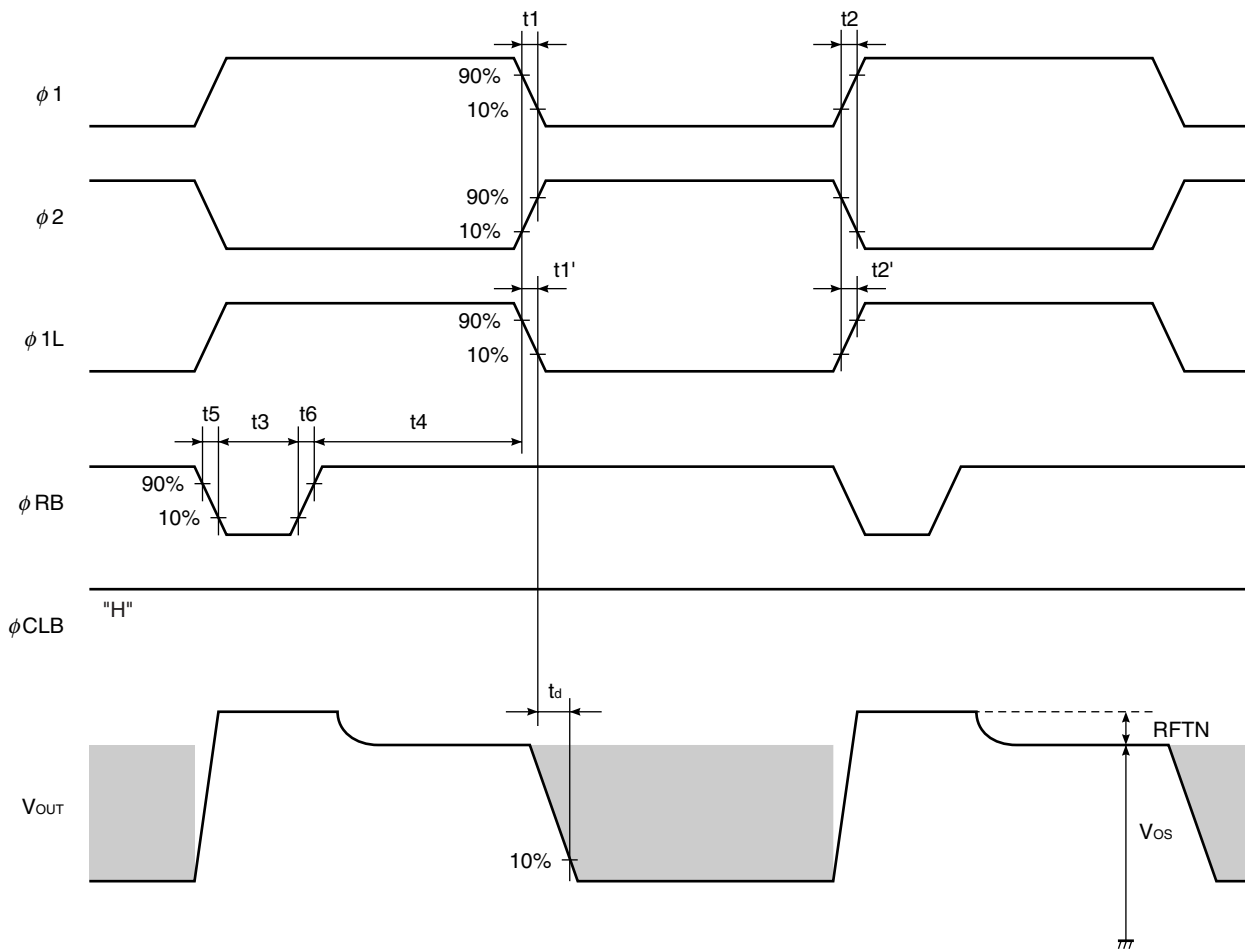 t1 t2
90%
ϕ1
10%
90%
ϕ2
10%
t1' t2'
90%
ϕ1L
10%
t5 t3 t6 t4
90%
ϕRB
10%
"H"
ϕCLB
td
RFTN
VOUT
VOS
10%